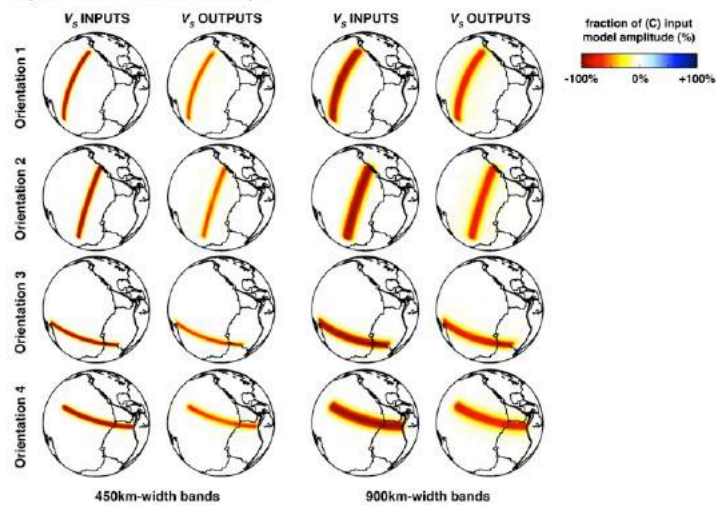 V_S INPUTS V_S OUTPUTS V_S INPUTS V_S OUTPUTS
fraction of (C) input
model amplitude (%)
-100% 0% +100%
Orientation 1
Orientation 2
Orientation 3
Orientation 4
450km-width bands 900km-width bands